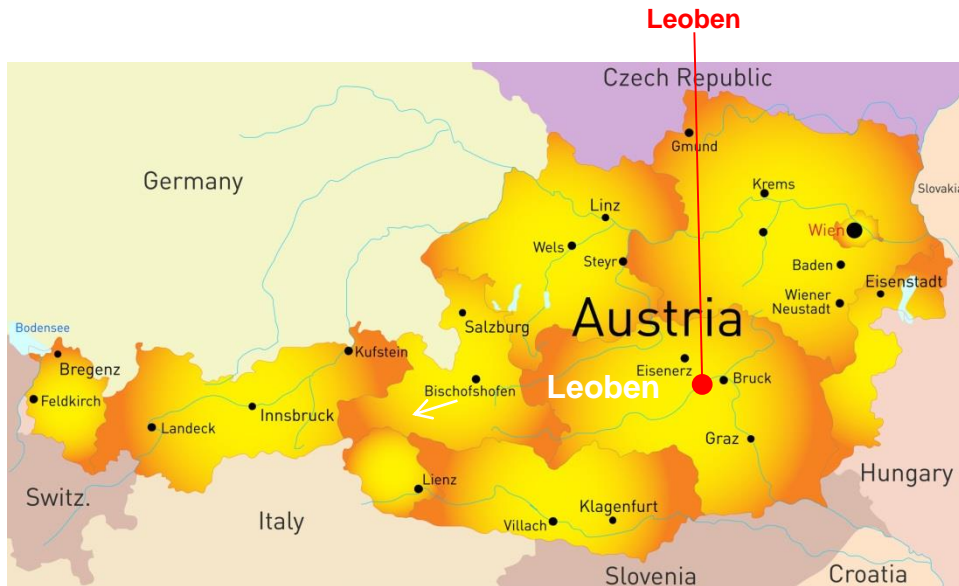 Leoben
Czech Republic
Gmund
Germany
Krems
Slovakia
Linz
Wien
Wels
Steyr
Baden
Eisenstadt
Wiener
Neustadt
Austria
Salzburg
Bodensee
Kufstein
Bregenz
Eisenerz
Bruck
Bischofshofen
Leoben
Feldkirch
Innsbruck
Landeck
Graz
Hungary
Lienz
Switz.
Italy
Klagenfurt
Villach
Slovenia
Croatia